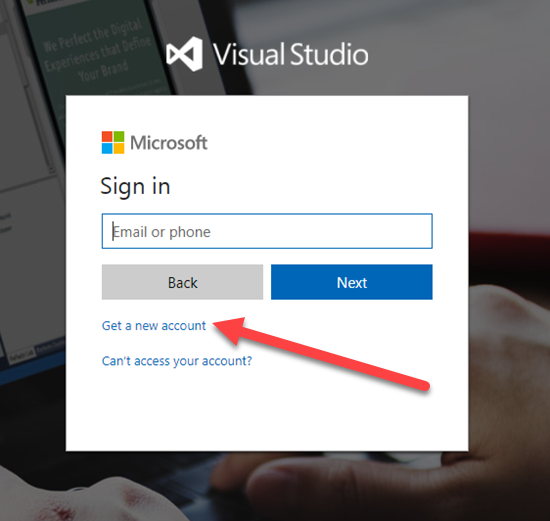 We Perfect the Digital
Experiences that Define
Your Brand
Visual Studio
Microsoft
Sign in
Email or phone
Back
Next
Get a new account
Can't access your account?